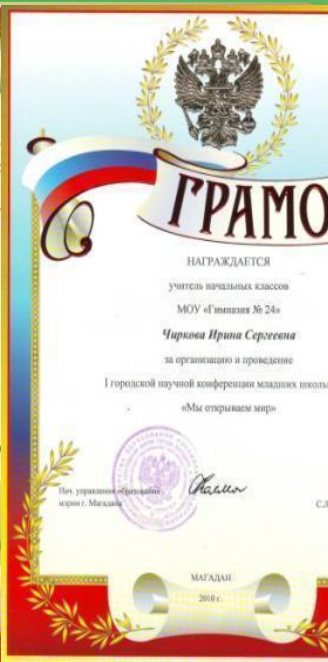 ГРАМО
НАГРАЖДАЕТСЯ
учитель начальных классов
МОУ «Гимназия № 24»
Чиркова Ирина Сергеевна
за организацию и проведение
I городской научной конференции младших школь
«Мы открываем мир»
Нач. управления образования
мэрии г. Магадана
С.Л
МАГАДАН
2010 г.